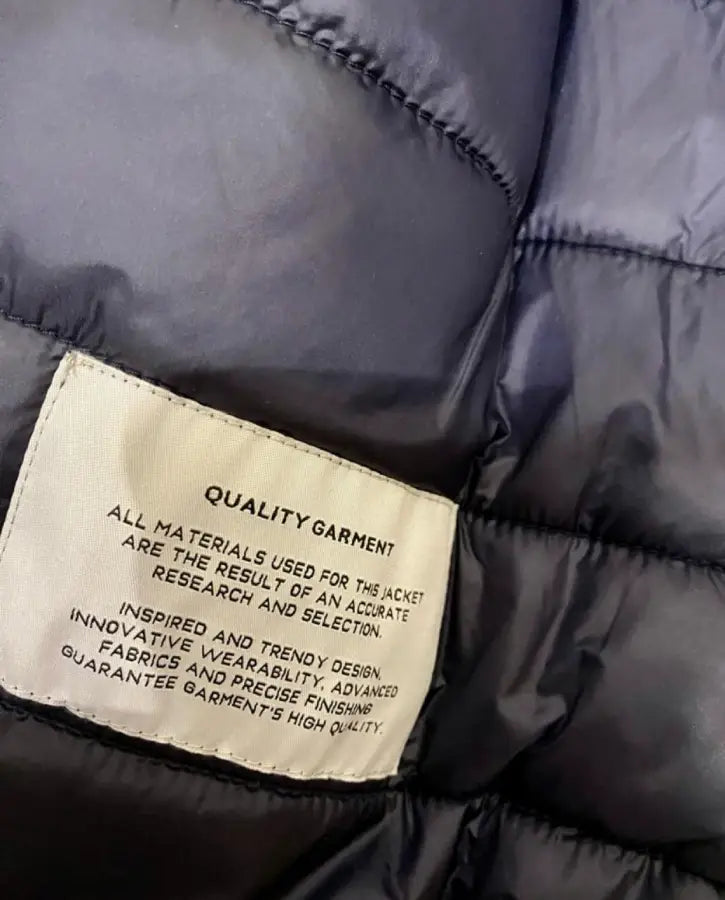 QUALITY GARMENT
ALL MATERIALS USED FOR THIS JACKET
ARE THE RESULT OF AN ACCURATE
RESEARCH AND SELECTION.
INSPIRED AND TRENDY DESIGN,
INNOVATIVE WEARABILITY, ADVANCED
FABRICS AND PRECISE FINISHING
GUARANTEE GARMENT'S HIGH QUALITY.